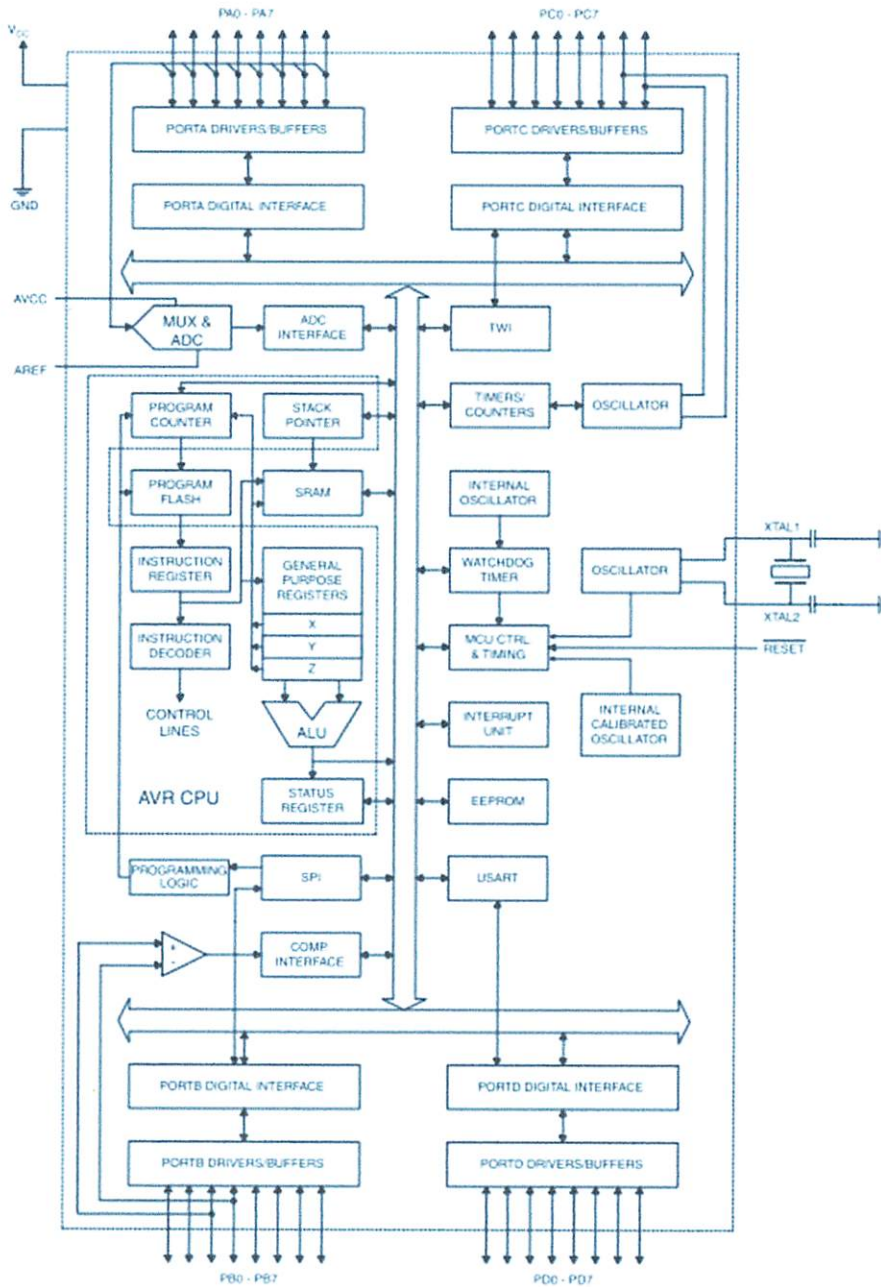 PA0 - PA7
PC0 - PC7
VCC
PORTA DRIVERS/BUFFERS
PORTC DRIVERS/BUFFERS
GND
PORTA DIGITAL INTERFACE
PORTC DIGITAL INTERFACE
AVCC
MUX &
ADC
ADC
INTERFACE
TWI
AREF
PROGRAM
COUNTER
STACK
POINTER
TIMERS/
COUNTERS
OSCILLATOR
PROGRAM
FLASH
SRAM
INTERNAL
OSCILLATOR
XTAL1
INSTRUCTION
REGISTER
GENERAL
PURPOSE
REGISTERS
WATCHDOG
TIMER
OSCILLATOR
X
XTAL2
INSTRUCTION
DECODER
Y
MCU CTRL
& TIMING
RESET
Z
CONTROL
LINES
ALU
INTERRUPT
UNIT
INTERNAL
CALIBRATED
OSCILLATOR
AVR CPU
STATUS
REGISTER
EEPROM
PROGRAMMING
LOGIC
SPI
USART
+
-
COMP
INTERFACE
PORTB DIGITAL INTERFACE
PORTD DIGITAL INTERFACE
PORTB DRIVERS/BUFFERS
PORTD DRIVERS/BUFFERS
PB0 - PB7
PD0 - PD7